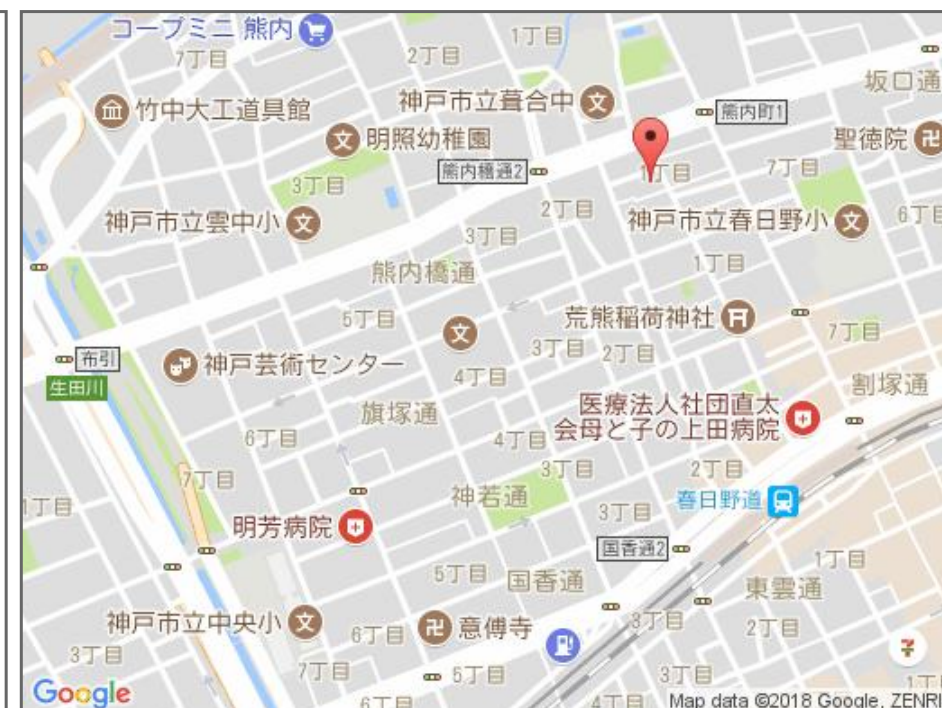 コープミニ 熊内
7丁目
1丁目
2丁目
坂口通
竹中大工道具館
神戸市立葺合中
文
熊内町1
明照幼稚園
文
聖徳院
卍
熊内橋通2
3丁目
1丁目
7丁目
神戸市立雲中小
文
2丁目
神戸市立春日野小
文
6丁目
3丁目
熊内橋通
1丁目
5丁目
文
荒熊稲荷神社
3丁目
2丁目
7丁目
布引
生田川
神戸芸術センター
4丁目
割塚通
旗塚通
医療法人社団直太
会母と子の上田病院
6丁目
4丁目
3丁目
2丁目
7丁目
1丁目
神若通
3丁目
春日野道
明芳病院
国香通2
5丁目
国香通
1丁目
東雲通
神戸市立中央小
文
6丁目
卍
意傅寺
3丁目
2丁目
3丁目
7丁目
5丁目
3丁目
Google
6丁目
4丁目
Map data ©2018 Google, ZENRI
1丁